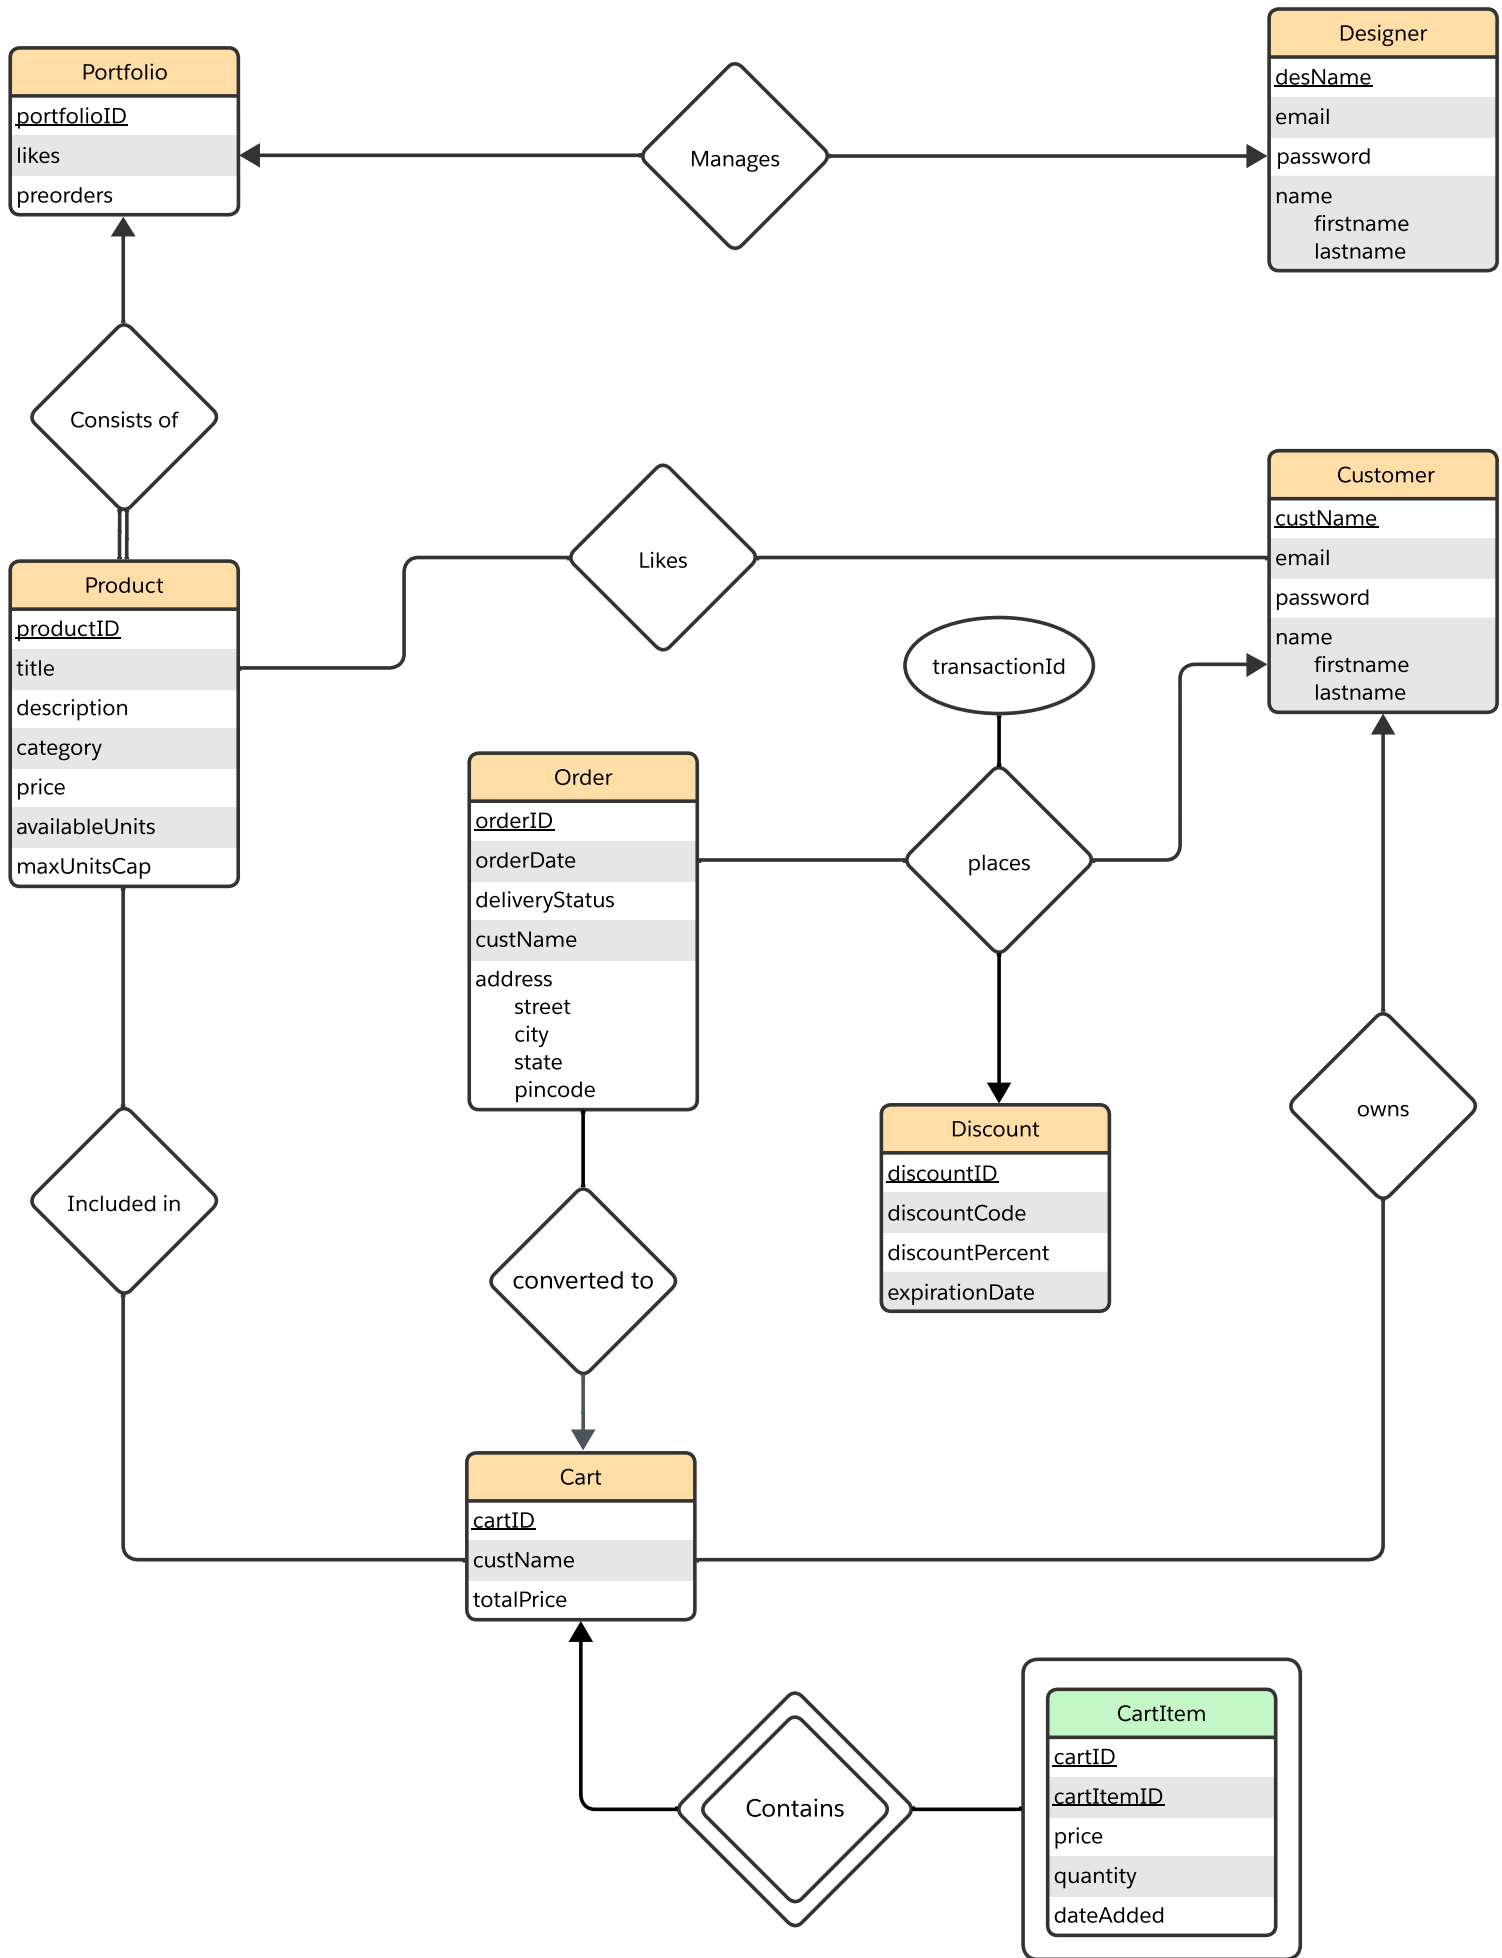 Portfolio
portfolioID
likes
preorders
Manages
Designer
desName
email
password
name
firstname
lastname
Consists of
Product
productID
title
description
category
price
availableUnits
maxUnitsCap
Likes
Customer
custName
email
password
name
firstname
lastname
transactionId
Order
orderID
orderDate
deliveryStatus
custName
address
street
city
state
pincode
places
Discount
discountID
discountCode
discountPercent
expirationDate
owns
Included in
converted to
Cart
cartID
custName
totalPrice
Contains
CartItem
cartID
cartItemID
price
quantity
dateAdded